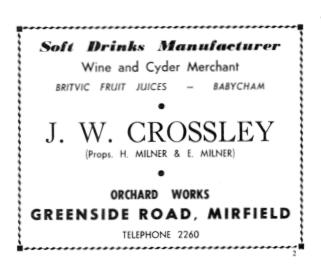 Soft Drinks Manufacturer
Wine and Cyder Merchant
BRITVIC FRUIT JUICES — BABYCHAM
J. W. CROSSLEY
(Props. H. MILNER & E. MILNER)
ORCHARD WORKS
GREENSIDE ROAD, MIRFIELD
TELEPHONE 2260
2